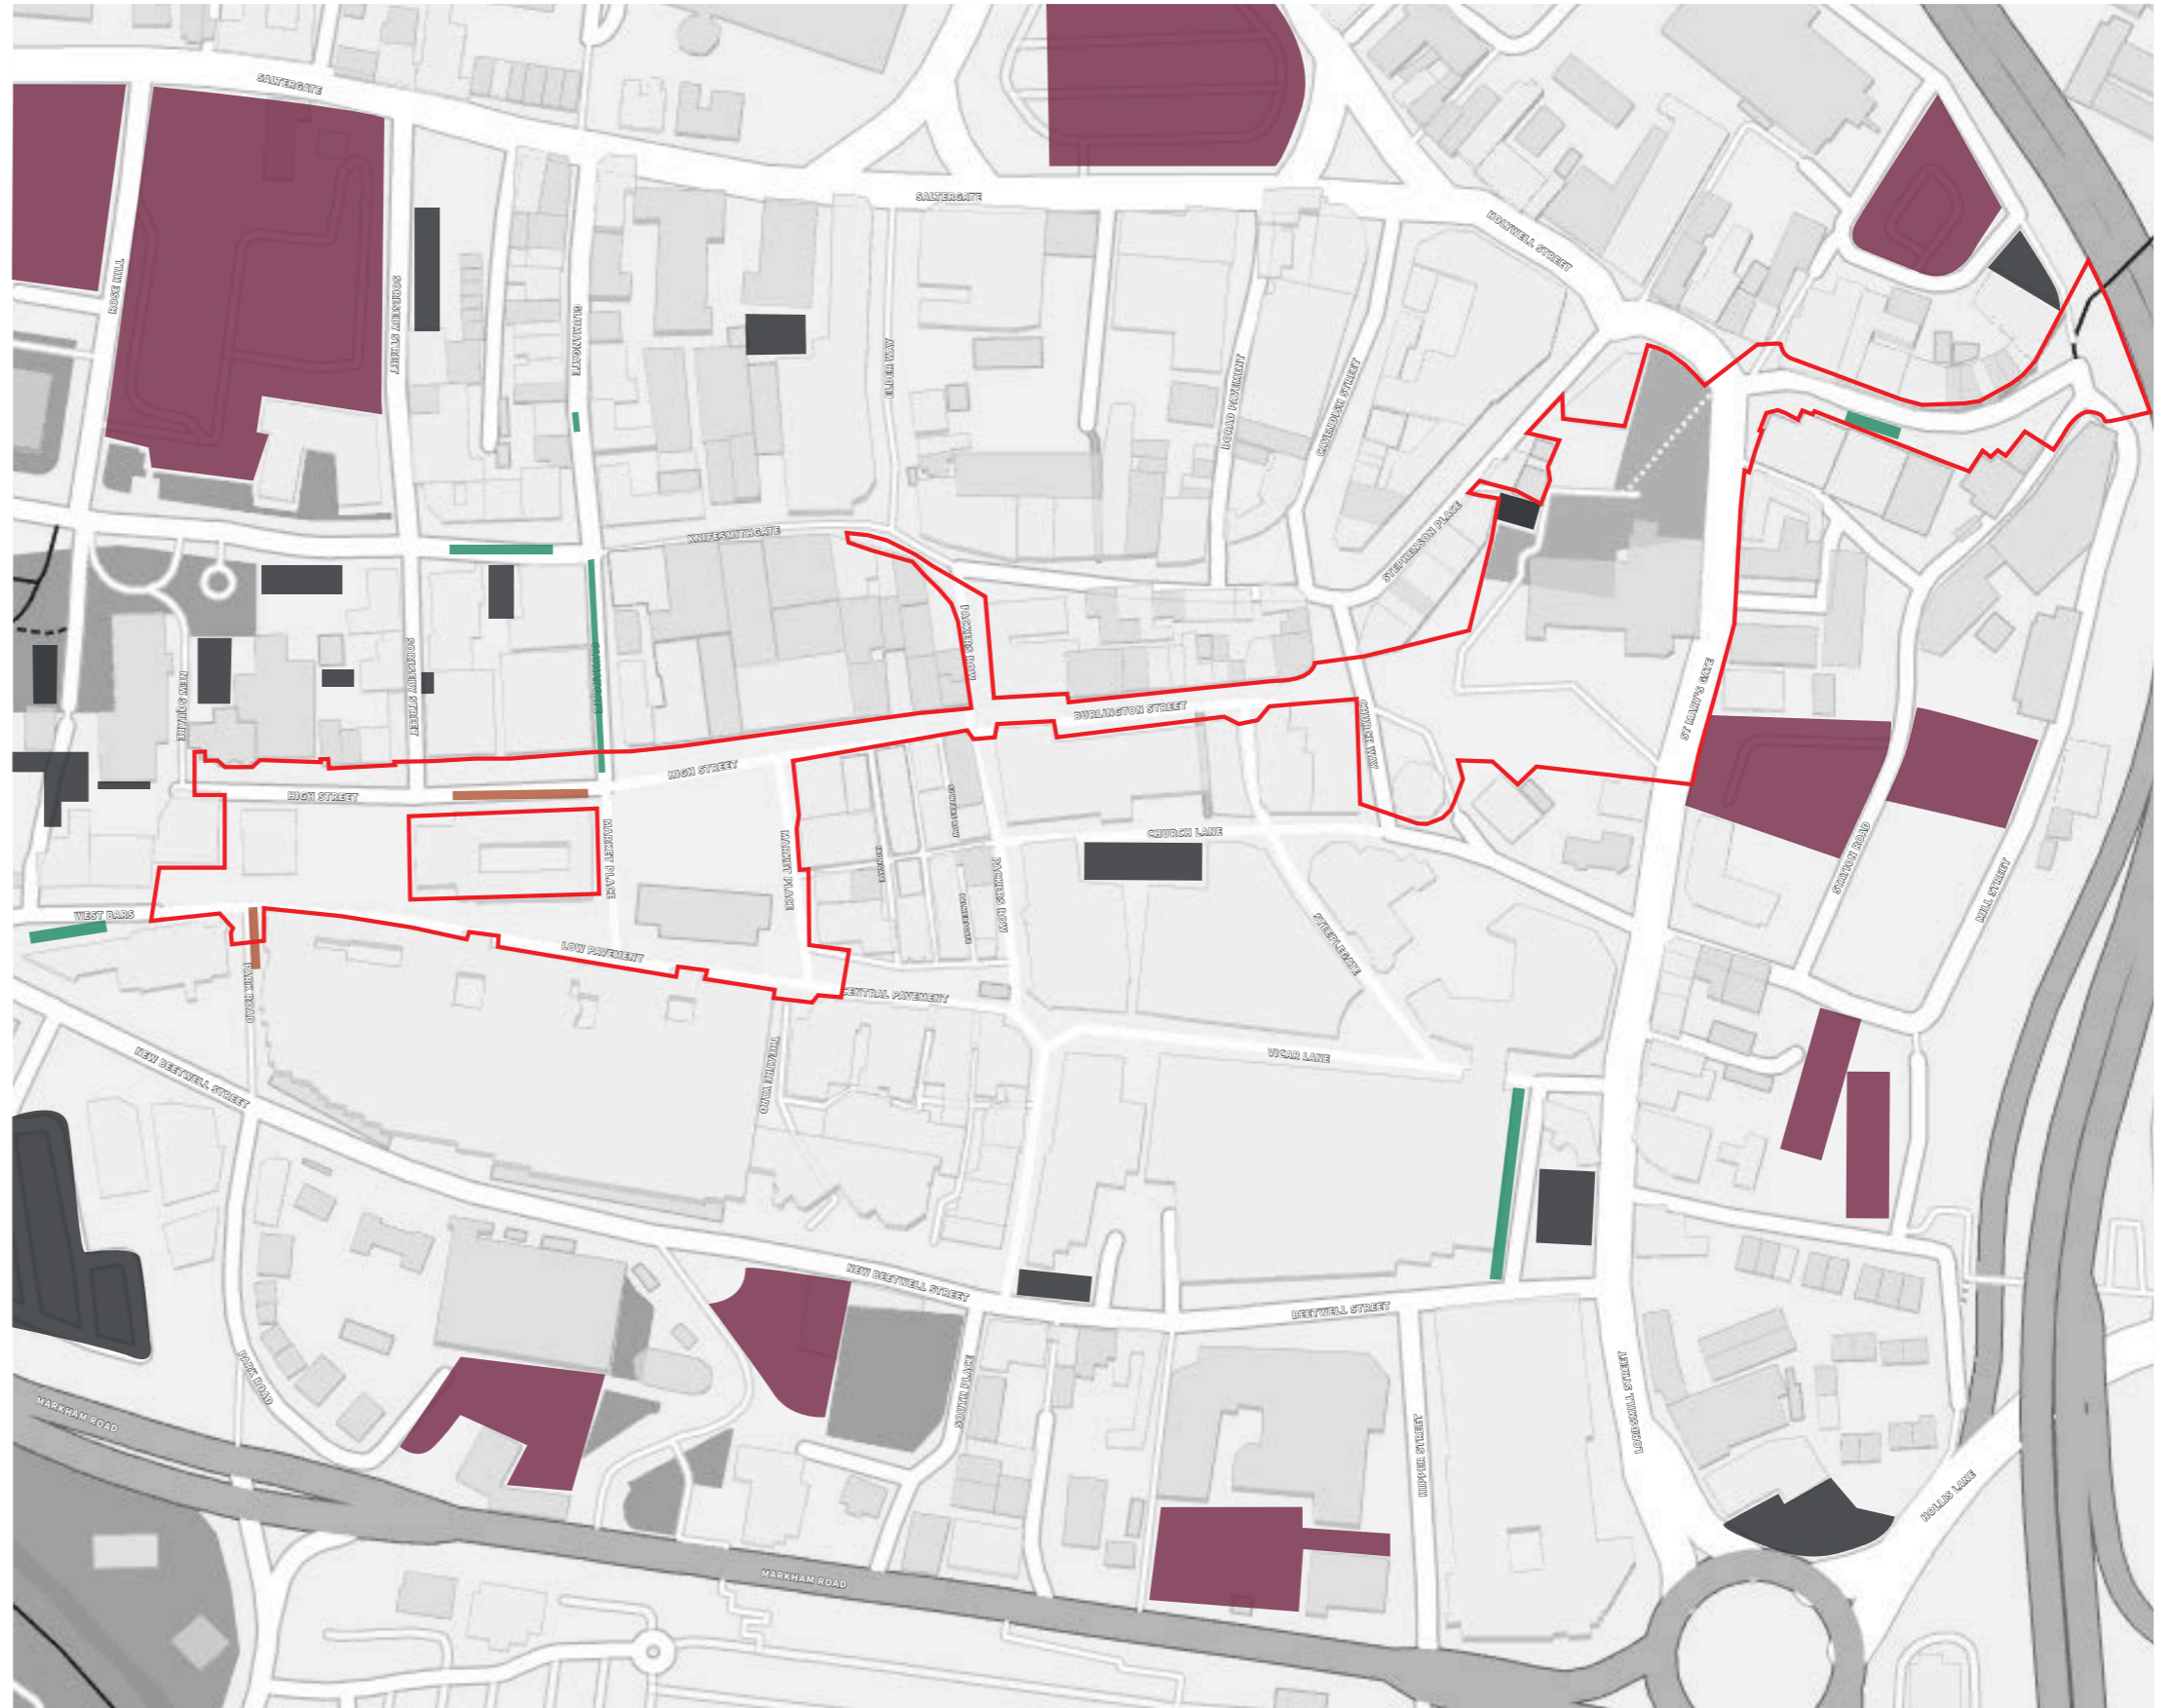 SALTERGATE
SALTERGATE
HOLYWELL STREET
ROSE HILL
SORESBY STREET
GLUMANGATE
ELDER WAY
CAVENDISH STREET
KNIFESMITHGATE
STEPHENSON PLACE
PACKERS ROW
SORESBY STREET
GLUMANGATE
NEW SQUARE
ST MARY'S GATE
BURLINGTON STREET
CHURCH WAY
HIGH STREET
HIGH STREET
CHURCH LANE
MARKET PLACE
MARKET PLACE
PACKERS ROW
STATION ROAD
MILL STREET
WEST BARS
STEEPLEGATE
LOW PAVEMENT
PARK ROAD
CENTRAL PAVEMENT
VICAR LANE
THEATRE YARD
NEW BEETWELL STREET
NEW BEETWELL STREET
BEETWELL STREET
PARK ROAD
SOUTH PLACE
HIPPER STREET
LORDSMILL STREET
MARKHAM ROAD
HOLLIS LANE
MARKHAM ROAD